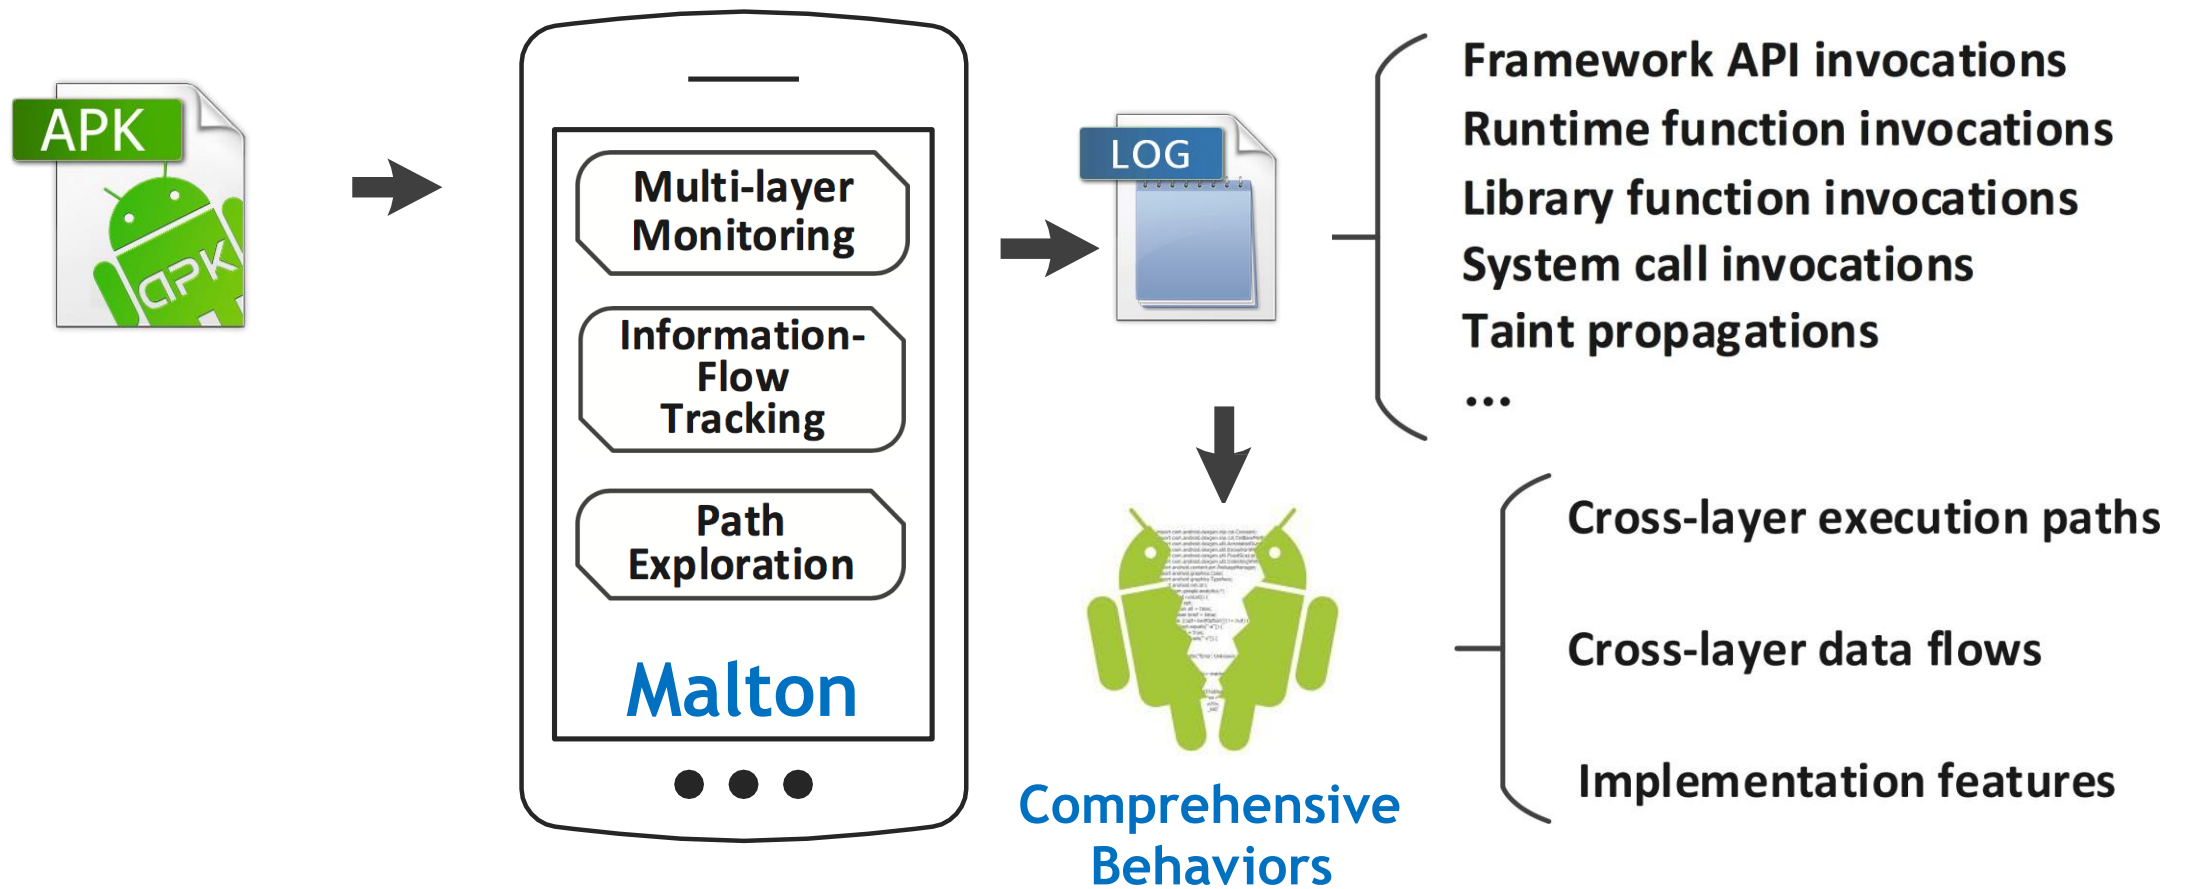 APK
APK
Multi-layer
Monitoring
Information-
Flow
Tracking
Path
Exploration
Malton
LOG
Framework API invocations
Runtime function invocations
Library function invocations
System call invocations
Taint propagations
...
Comprehensive
Behaviors
Cross-layer execution paths
Cross-layer data flows
Implementation features